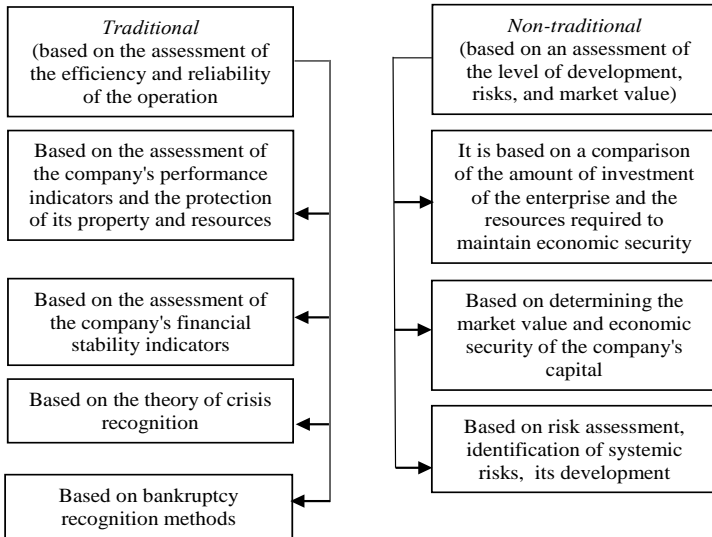 Traditional
(based on the assessment of
the efficiency and reliability
of the operation
Based on the assessment of
the company's performance
indicators and the protection
of its property and resources
Based on the assessment of
the company's financial
stability indicators
Based on the theory of crisis
recognition
Based on bankruptcy
recognition methods
Non-traditional
(based on an assessment of
the level of development,
risks, and market value)
It is based on a comparison
of the amount of investment
of the enterprise and the
resources required to
maintain economic security
Based on determining the
market value and economic
security of the company's
capital
Based on risk assessment,
identification of systemic
risks, its development